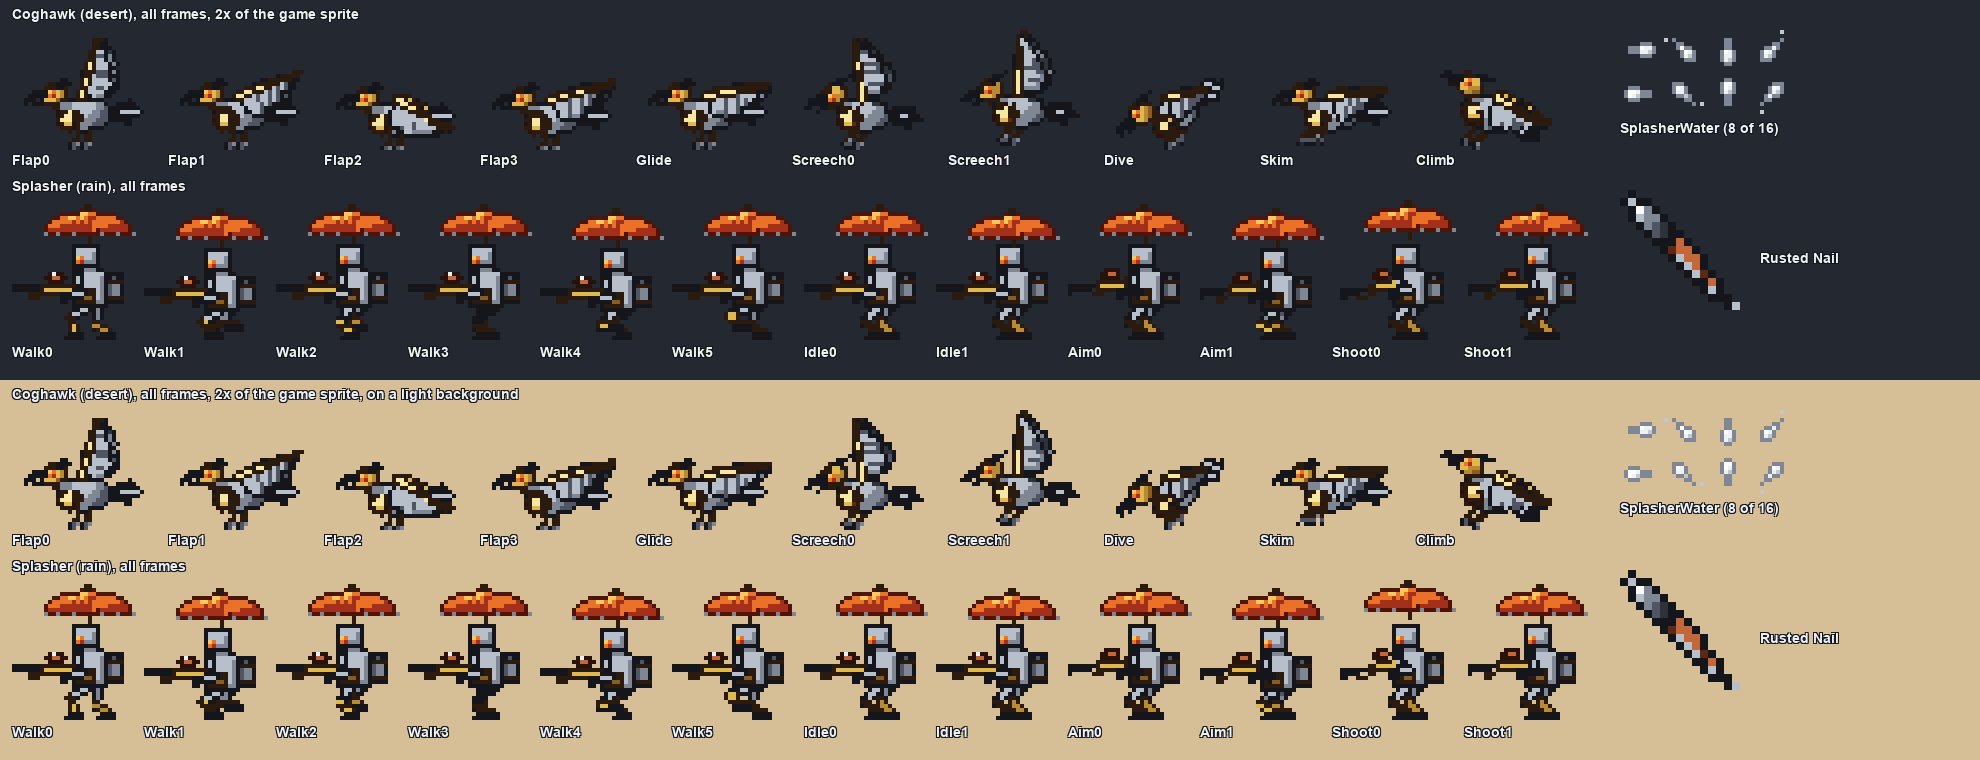 Coghawk (desert), all frames, 2x of the game sprite
Flap0 Flap1 Flap2 Flap3 Glide Screech0 Screech1 Dive Skim Climb
SplasherWater (8 of 16)
Splasher (rain), all frames
Rusted Nail
Walk0 Walk1 Walk2 Walk3 Walk4 Walk5 Idle0 Idle1 Aim0 Aim1 Shoot0 Shoot1
Coghawk (desert), all frames, 2x of the game sprite, on a light background
SplasherWater (8 of 16)
Flap0 Flap1 Flap2 Flap3 Glide Screech0 Screech1 Dive Skim Climb
Splasher (rain), all frames
Rusted Nail
Walk0 Walk1 Walk2 Walk3 Walk4 Walk5 Idle0 Idle1 Aim0 Aim1 Shoot0 Shoot1